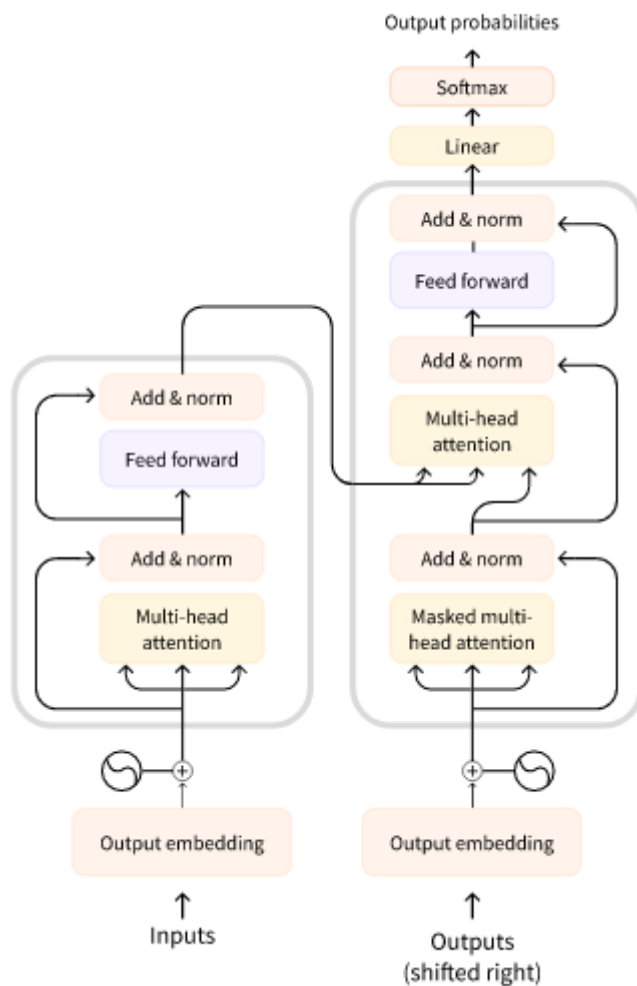 Output probabilities
Softmax
Linear
Add & norm
Feed forward
Add & norm
Multi-head
attention
Add & norm
Masked multi-
head attention
Output embedding
Outputs
(shifted right)
Add & norm
Feed forward
Add & norm
Multi-head
attention
Output embedding
Inputs